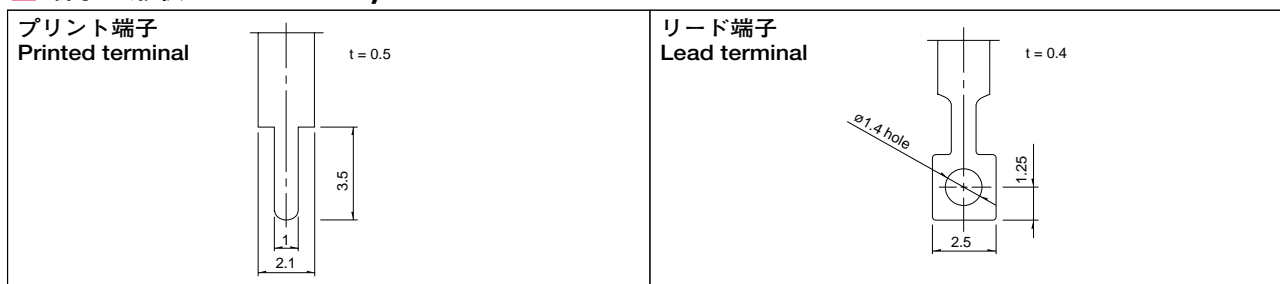 プリント端子
Printed terminal
t = 0.5
3.5
1
2.1
リード端子
Lead terminal
t = 0.4
ø1.4 hole
1.25
2.5